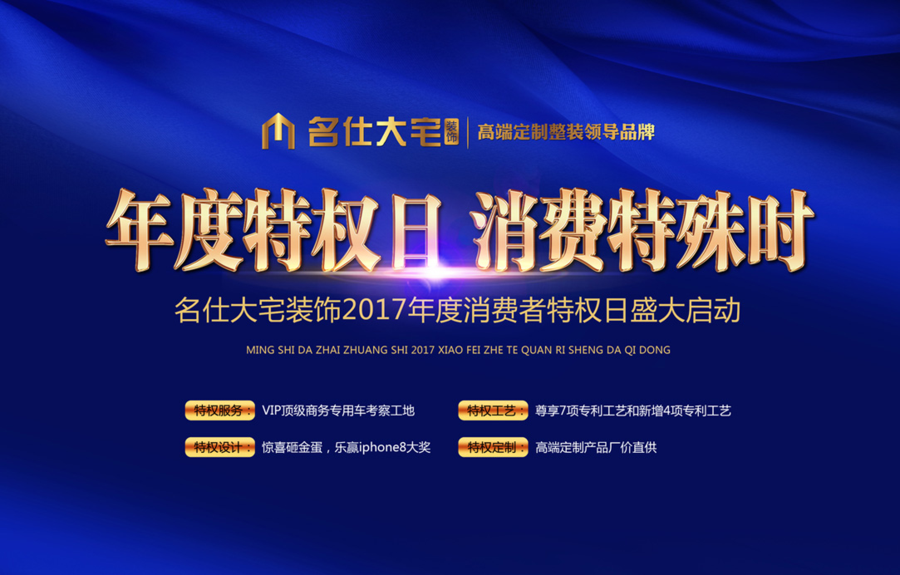 名仕大宅装饰 高端定制整装领导品牌
年度特权日 消费特殊时
名仕大宅装饰2017年度消费者特权日盛大启动
MING SHI DA ZHAI ZHUANG SHI 2017 XIAO FEI ZHE TE QUAN RI SHENG DA QI DONG
特权服务： VIP顶级商务专用车考察工地 特权工艺： 尊享7项专利工艺和新增4项专利工艺
特权设计： 惊喜砸金蛋，乐赢iphone8大奖 特权定制： 高端定制产品厂价直供